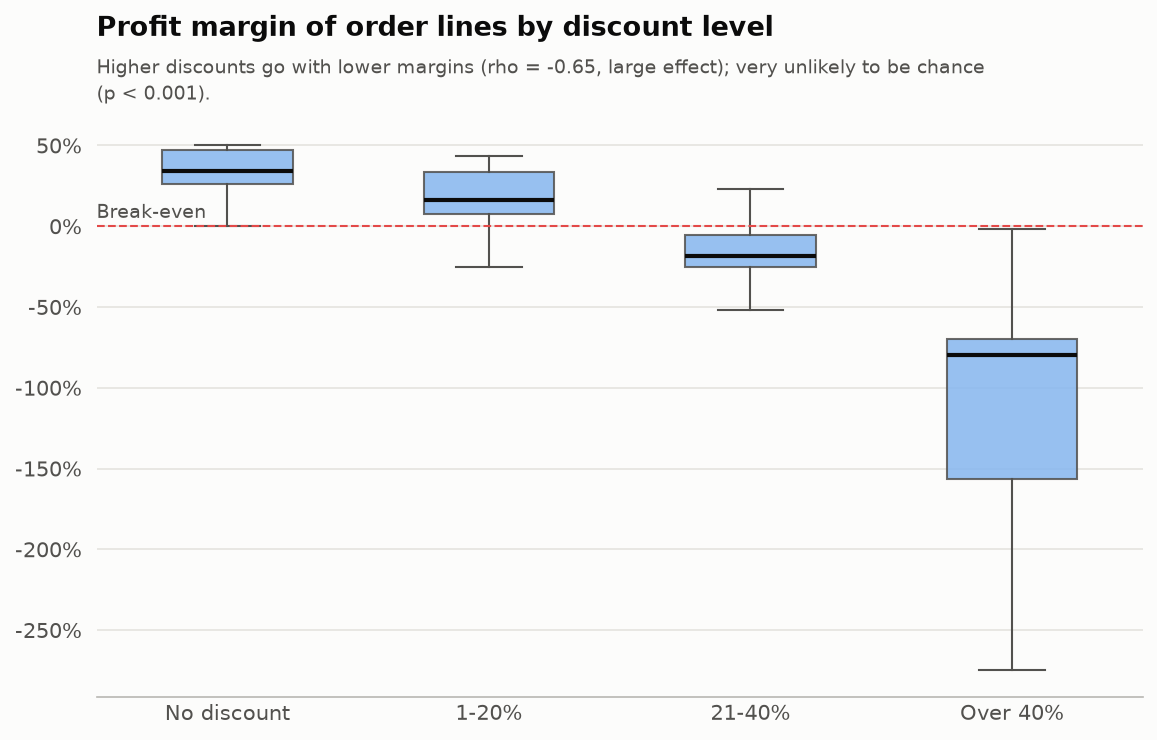 Profit margin of order lines by discount level
Higher discounts go with lower margins (rho = -0.65, large effect); very unlikely to be chance
(p < 0.001).
50%
Break-even
0%
-50%
-100%
-150%
-200%
-250%
No discount
1-20%
21-40%
Over 40%